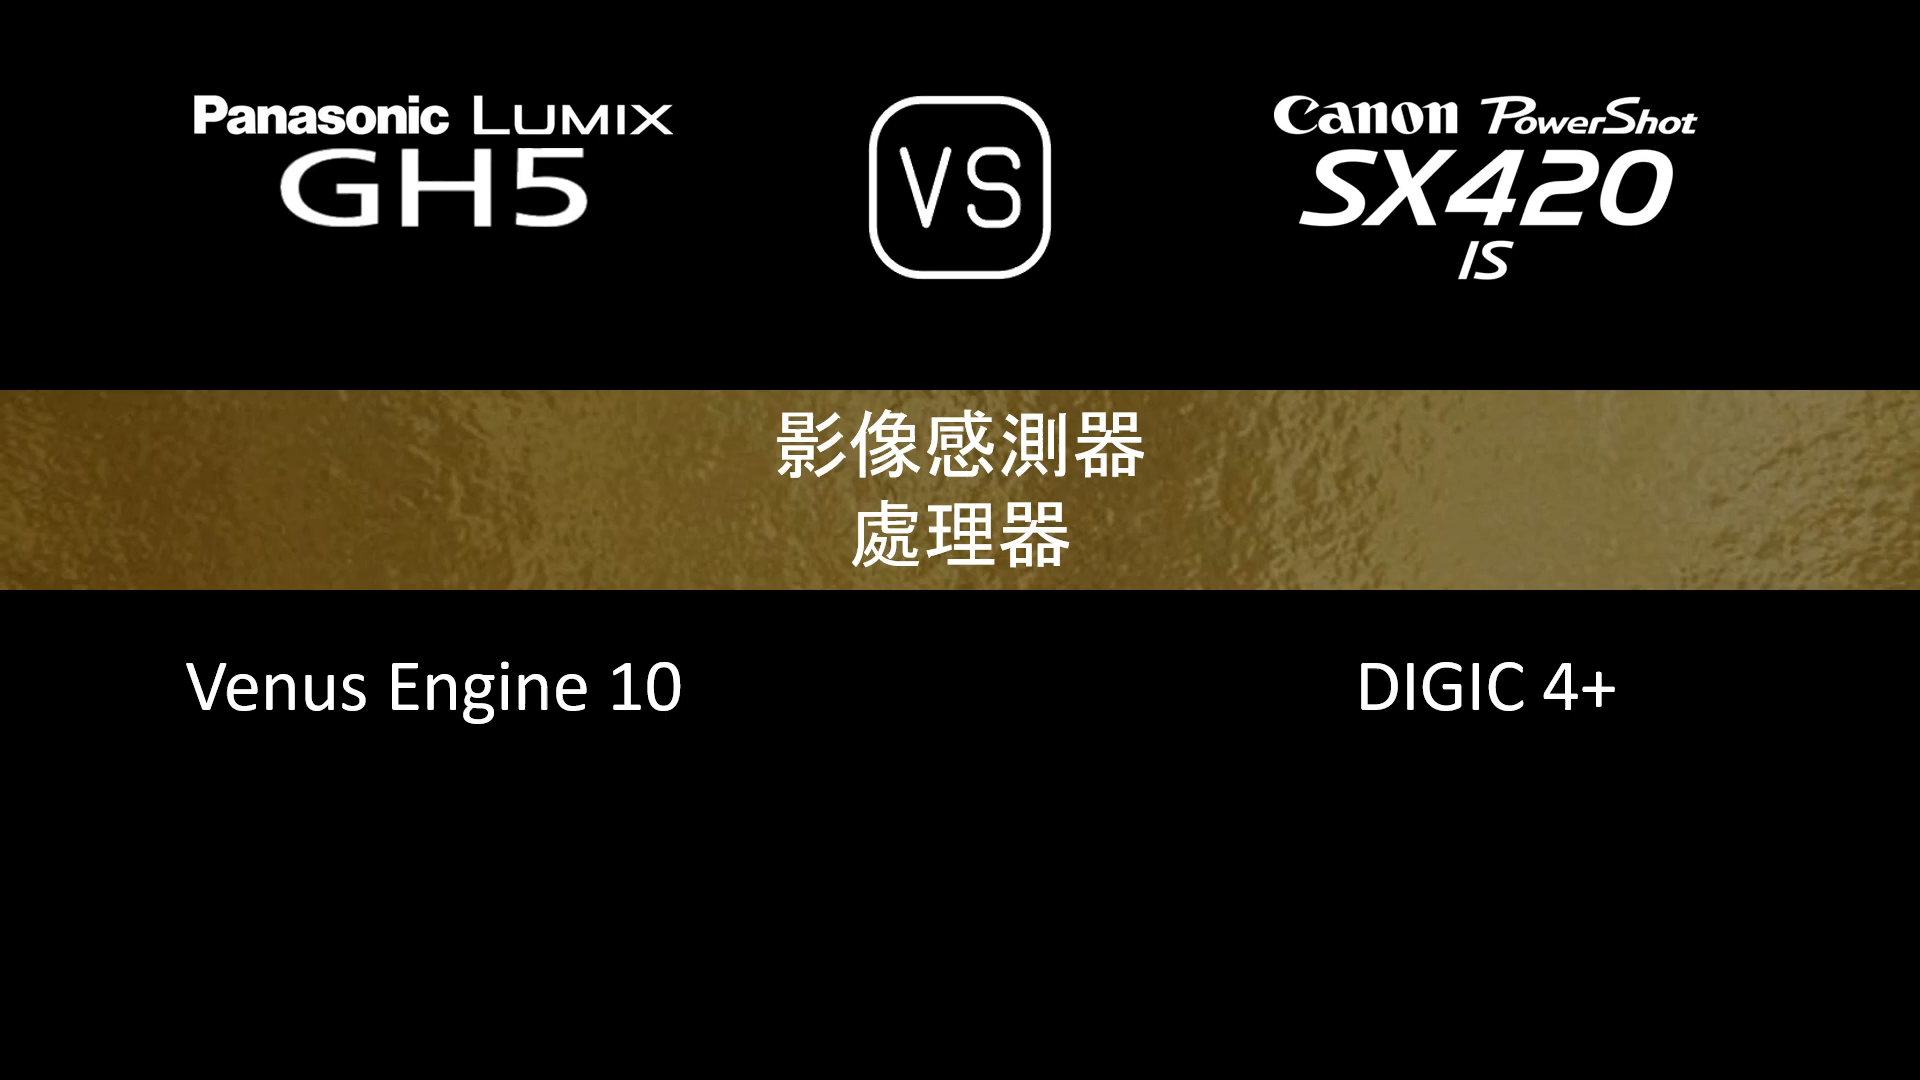 Panasonic LUMIX
GH5
VS
Canon PowerShot
SX420
IS
影像感測器
處理器
Venus Engine 10
DIGIC 4+